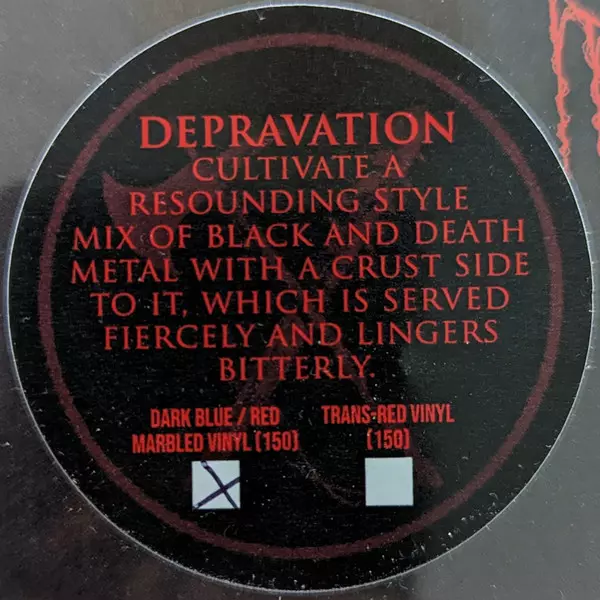 DEPRAVATION
CULTIVATE A
RESOUNDING STYLE
MIX OF BLACK AND DEATH
METAL WITH A CRUST SIDE
TO IT, WHICH IS SERVED
FIERCELY AND LINGERS
BITTERLY.
DARK BLUE / RED
MARBLED VINYL (150)
TRANS-RED VINYL
(150)